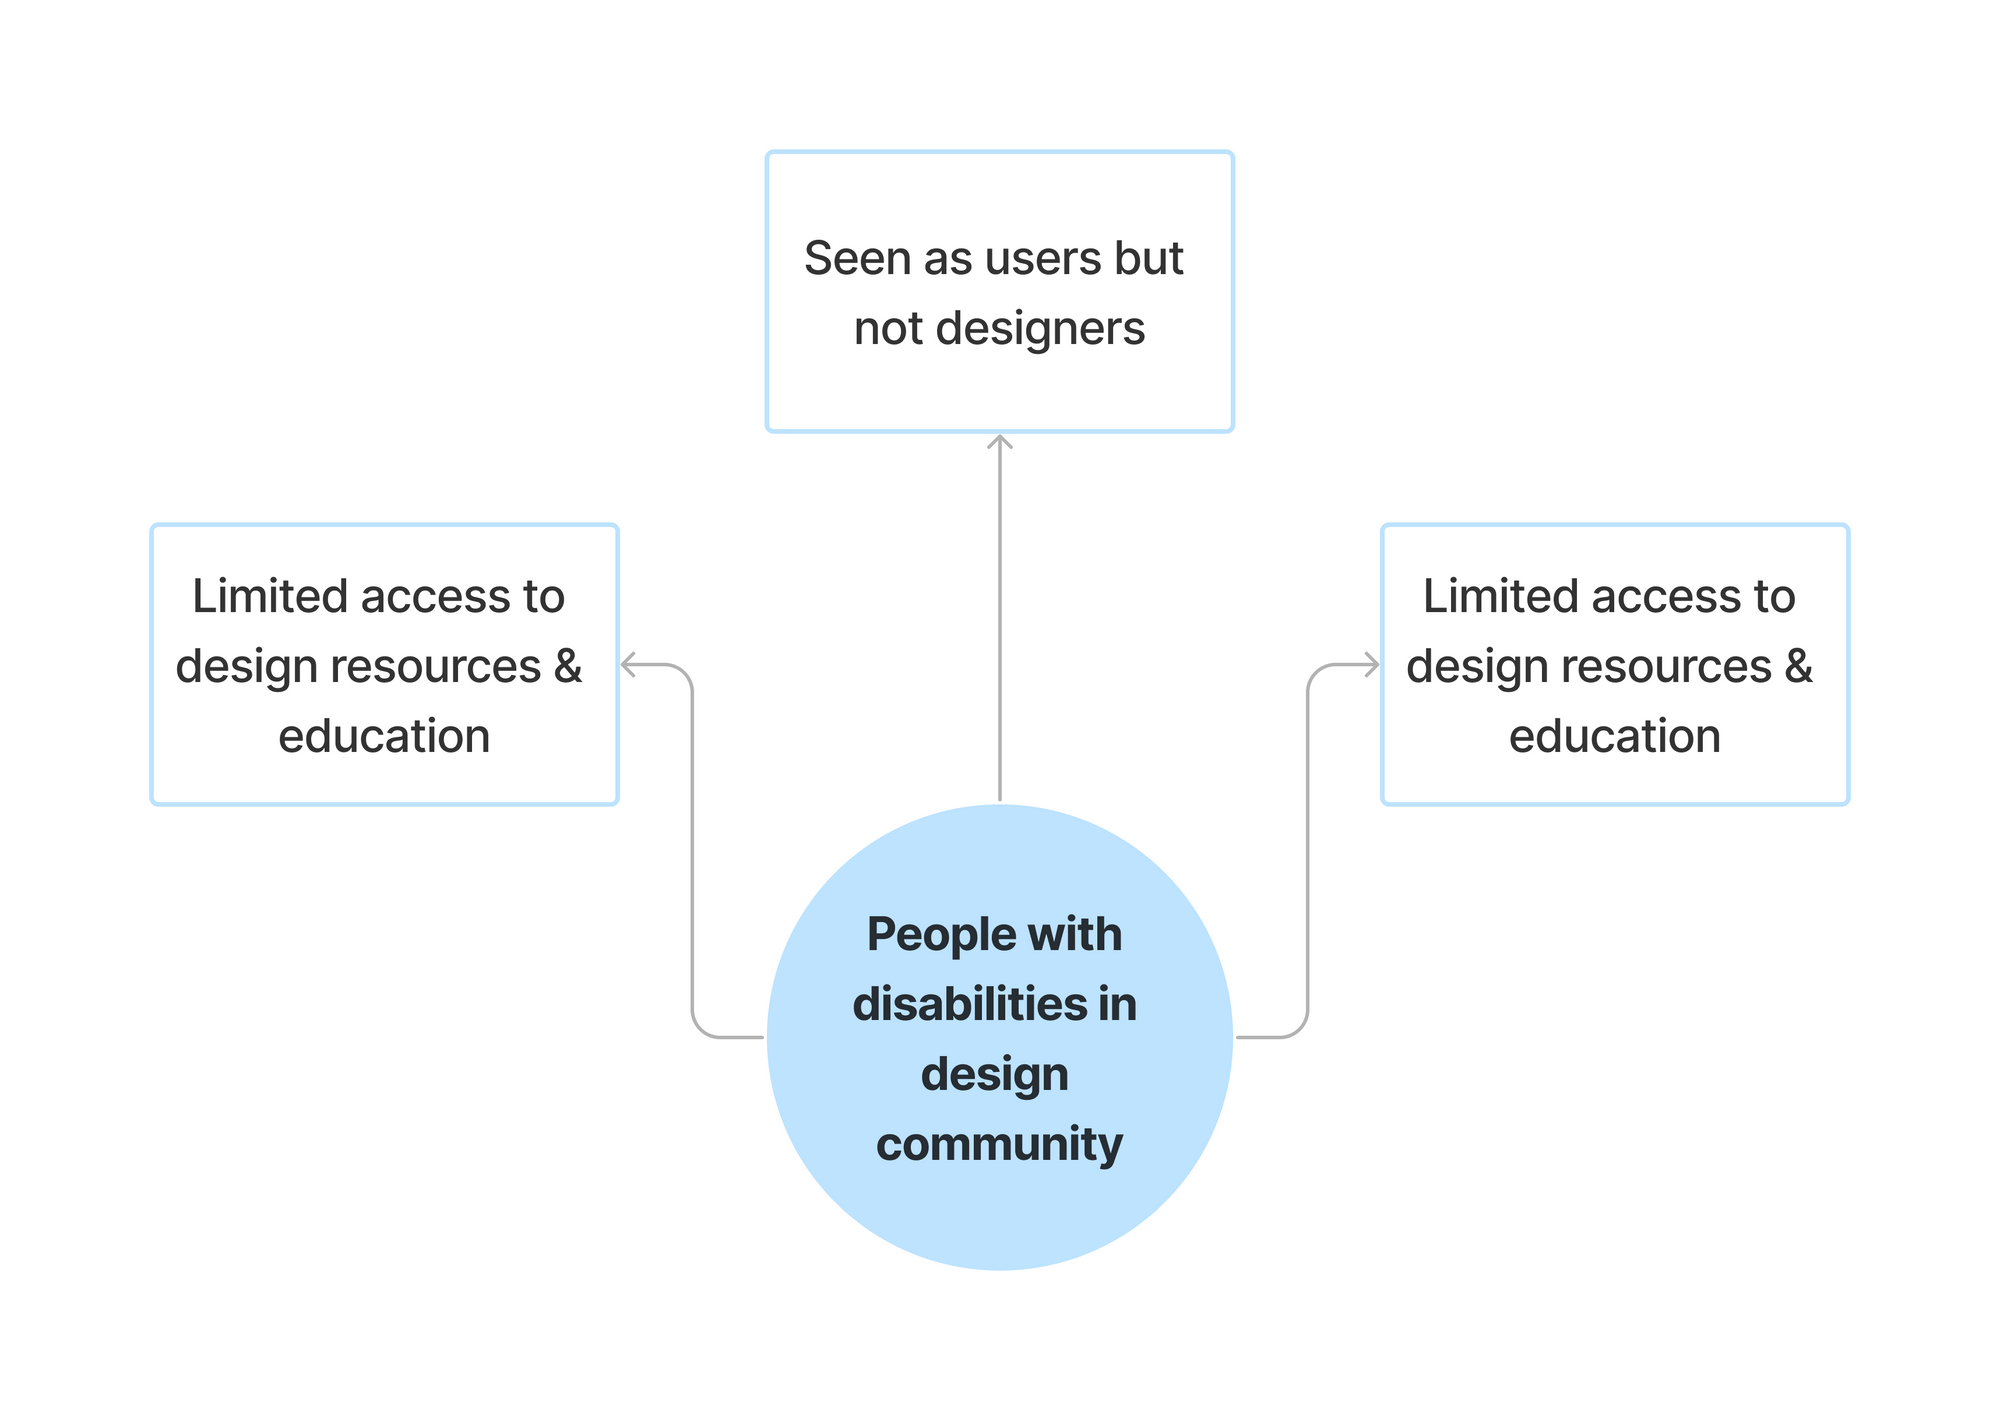 Seen as users but
not designers
Limited access to
design resources &
education
Limited access to
design resources &
education
People with
disabilities in
design
community